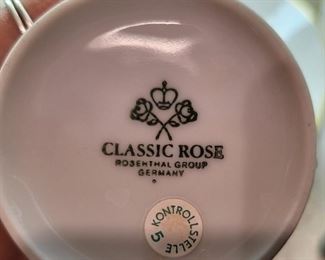 CLASSIC ROSE
ROSENTHAL GROUP
GERMANY
KONTROLLSTELLE
5